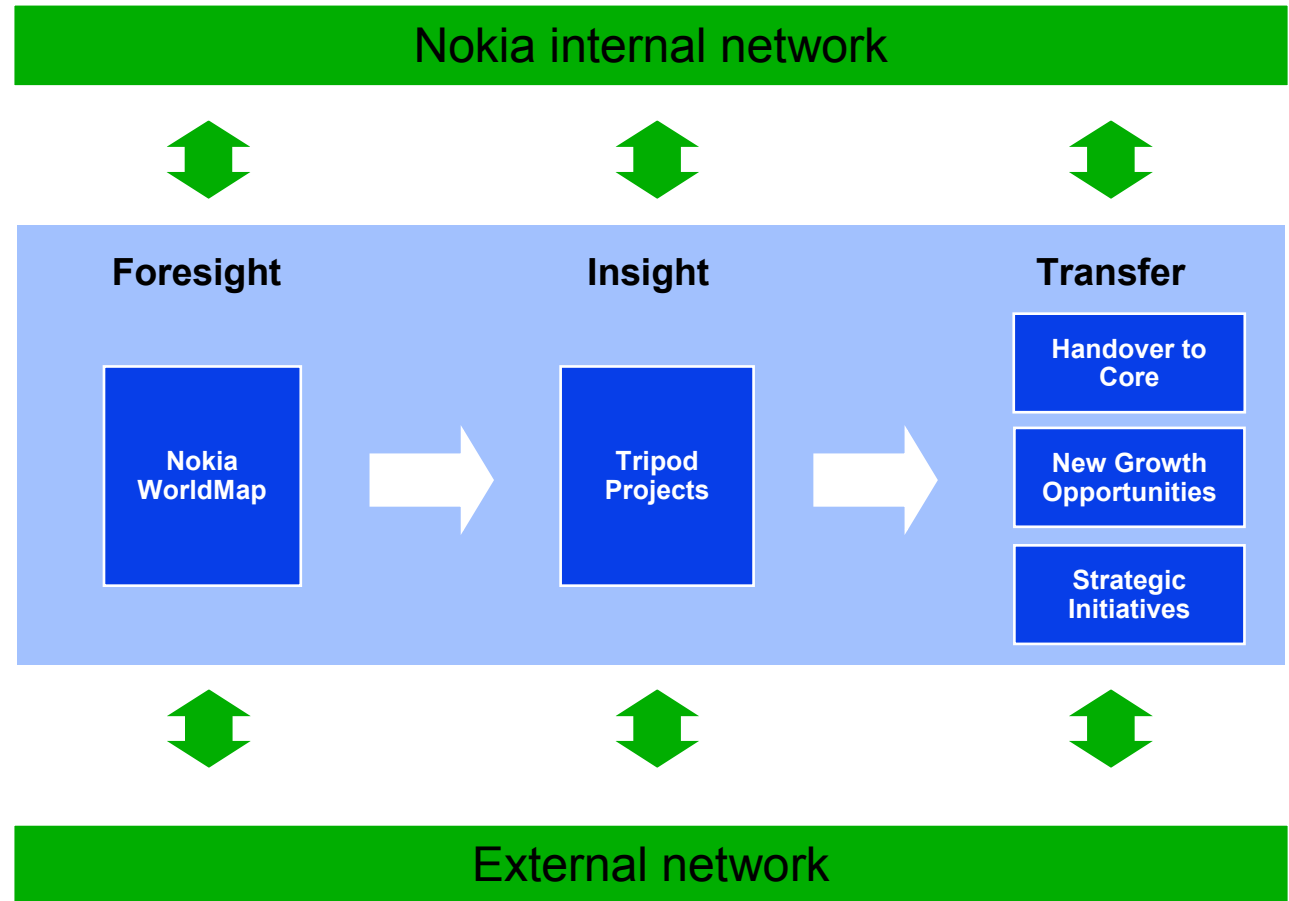 Nokia internal network
Foresight
Insight
Transfer
Nokia
WorldMap
Tripod
Projects
Handover to
Core
New Growth
Opportunities
Strategic
Initiatives
External network